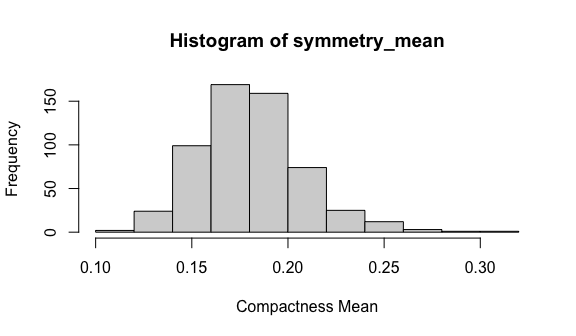 Histogram of symmetry_mean
Frequency
150
100
50
0
0.10 0.15 0.20 0.25 0.30
Compactness Mean